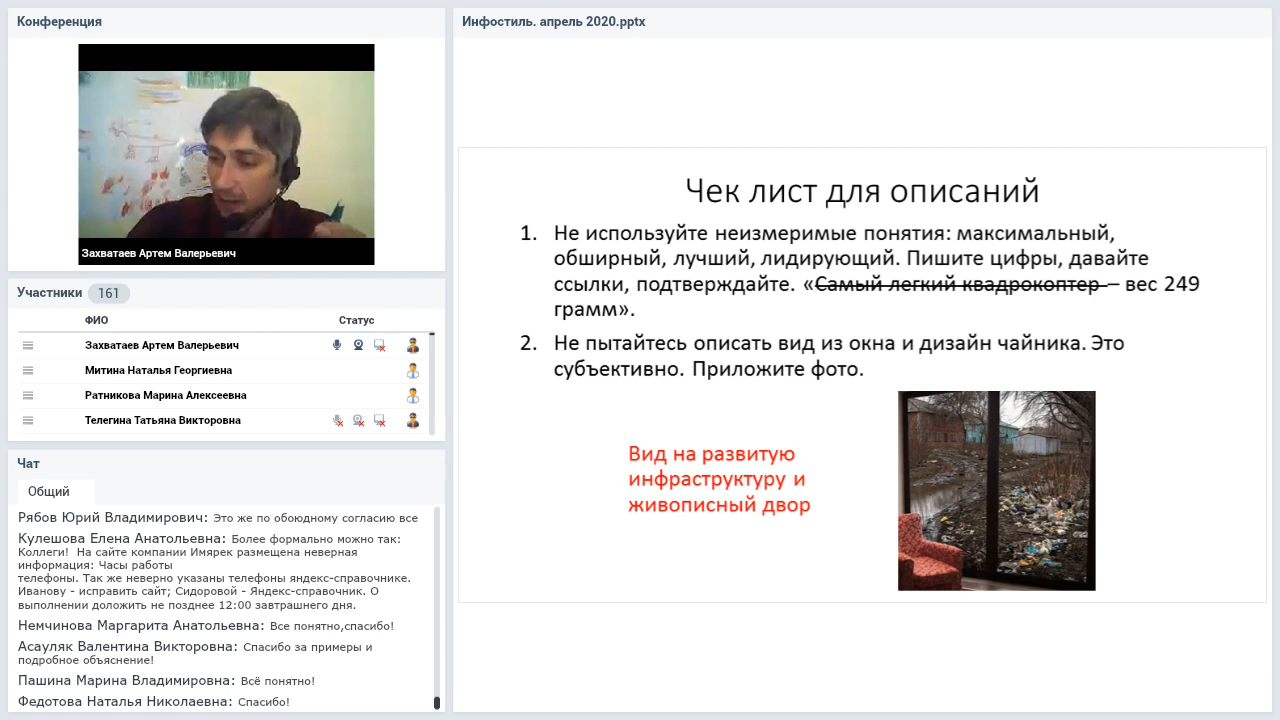 Конференция
Захватаев Артем Валерьевич
Участники 161
ФИО Статус
Захватаев Артем Валерьевич
Митина Наталья Георгиевна
Ратникова Марина Алексеевна
Телегина Татьяна Викторовна
Чат
Общий
Рябов Юрий Владимирович: Это же по обоюдному согласию все
Кулешова Елена Анатольевна: Более формально можно так:
Коллеги! На сайте компании Имярек размещена неверная
информация: Часы работы
телефоны. Так же неверно указаны телефоны яндекс-справочнике.
Иванову - исправить сайт; Сидоровой - Яндекс-справочник. О
выполнении доложить не позднее 12:00 завтрашнего дня.
Немчинова Маргарита Анатольевна: Все понятно,спасибо!
Асауляк Валентина Викторовна: Спасибо за примеры и
подробное объяснение!
Пашина Марина Владимировна: Всё понятно!
Федотова Наталья Николаевна: Спасибо!
Инфостиль. апрель 2020.pptx
Чек лист для описаний
1. Не используйте неизмеримые понятия: максимальный,
обширный, лучший, лидирующий. Пишите цифры, давайте
ссылки, подтверждайте. «Самый легкий квадрокоптер – вес 249
грамм».
2. Не пытайтесь описать вид из окна и дизайн чайника. Это
субъективно. Приложите фото.
Вид на развитую
инфраструктуру и
живописный двор